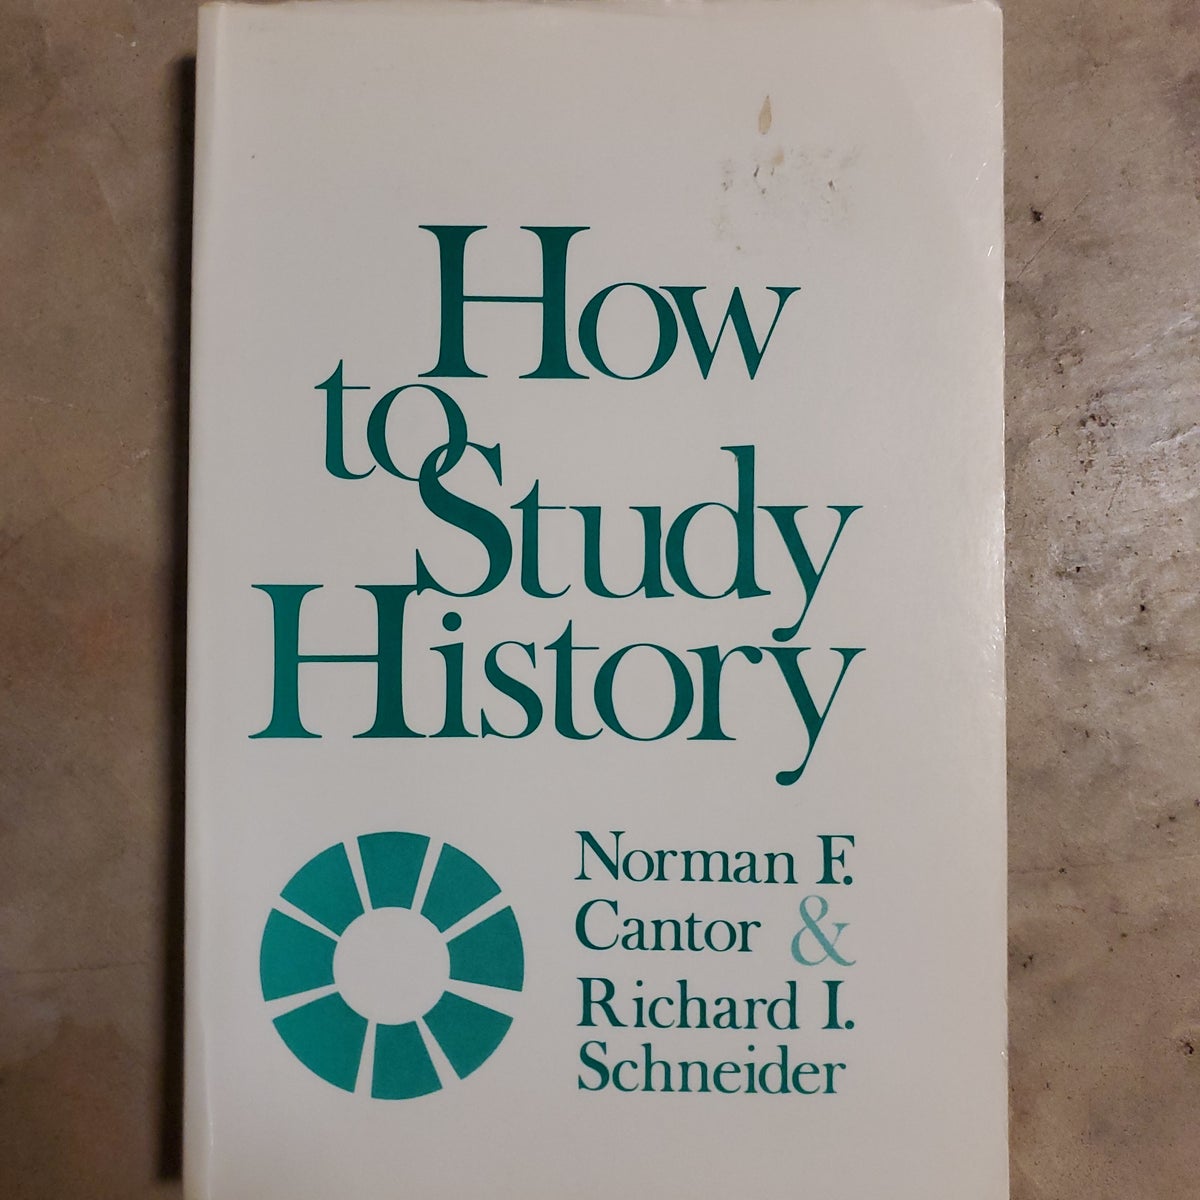 How
to
Study
History
Norman F.
Cantor &
Richard I.
Schneider